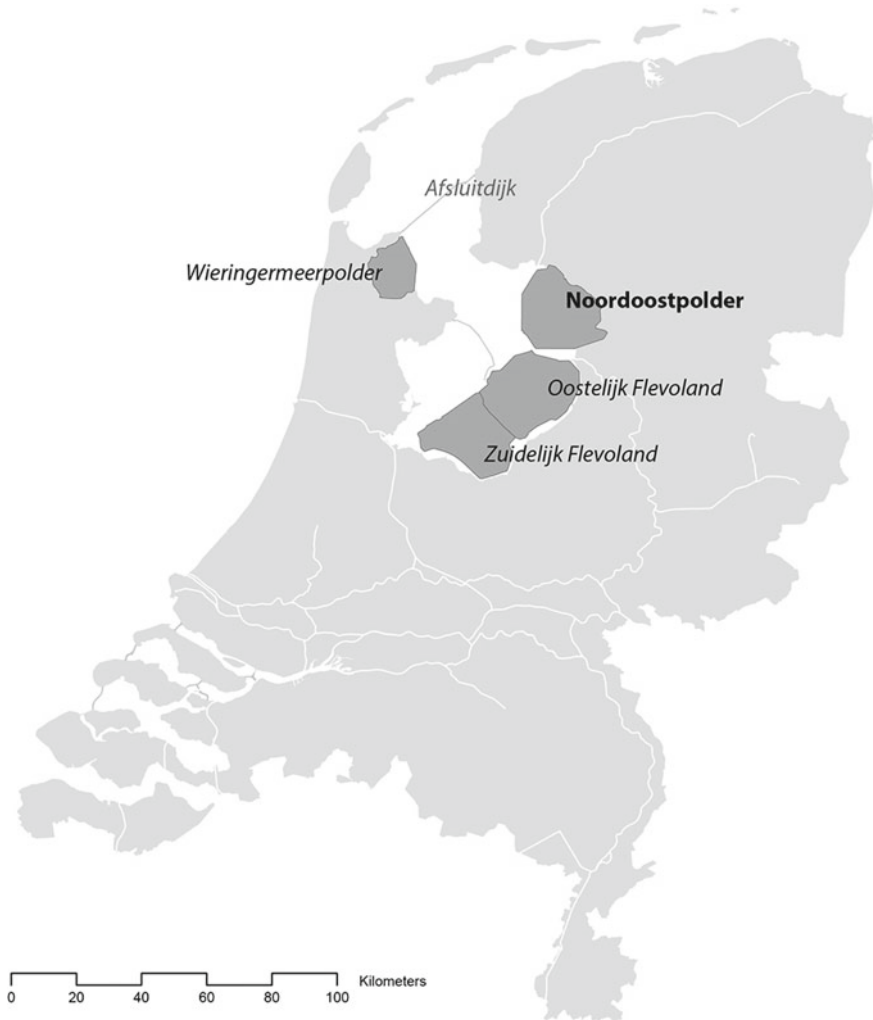 Afsluitdijk
Wieringermeerpolder
Noordoostpolder
Oostelijk Flevoland
Zuidelijk Flevoland
Kilometers
0 20 40 60 80 100